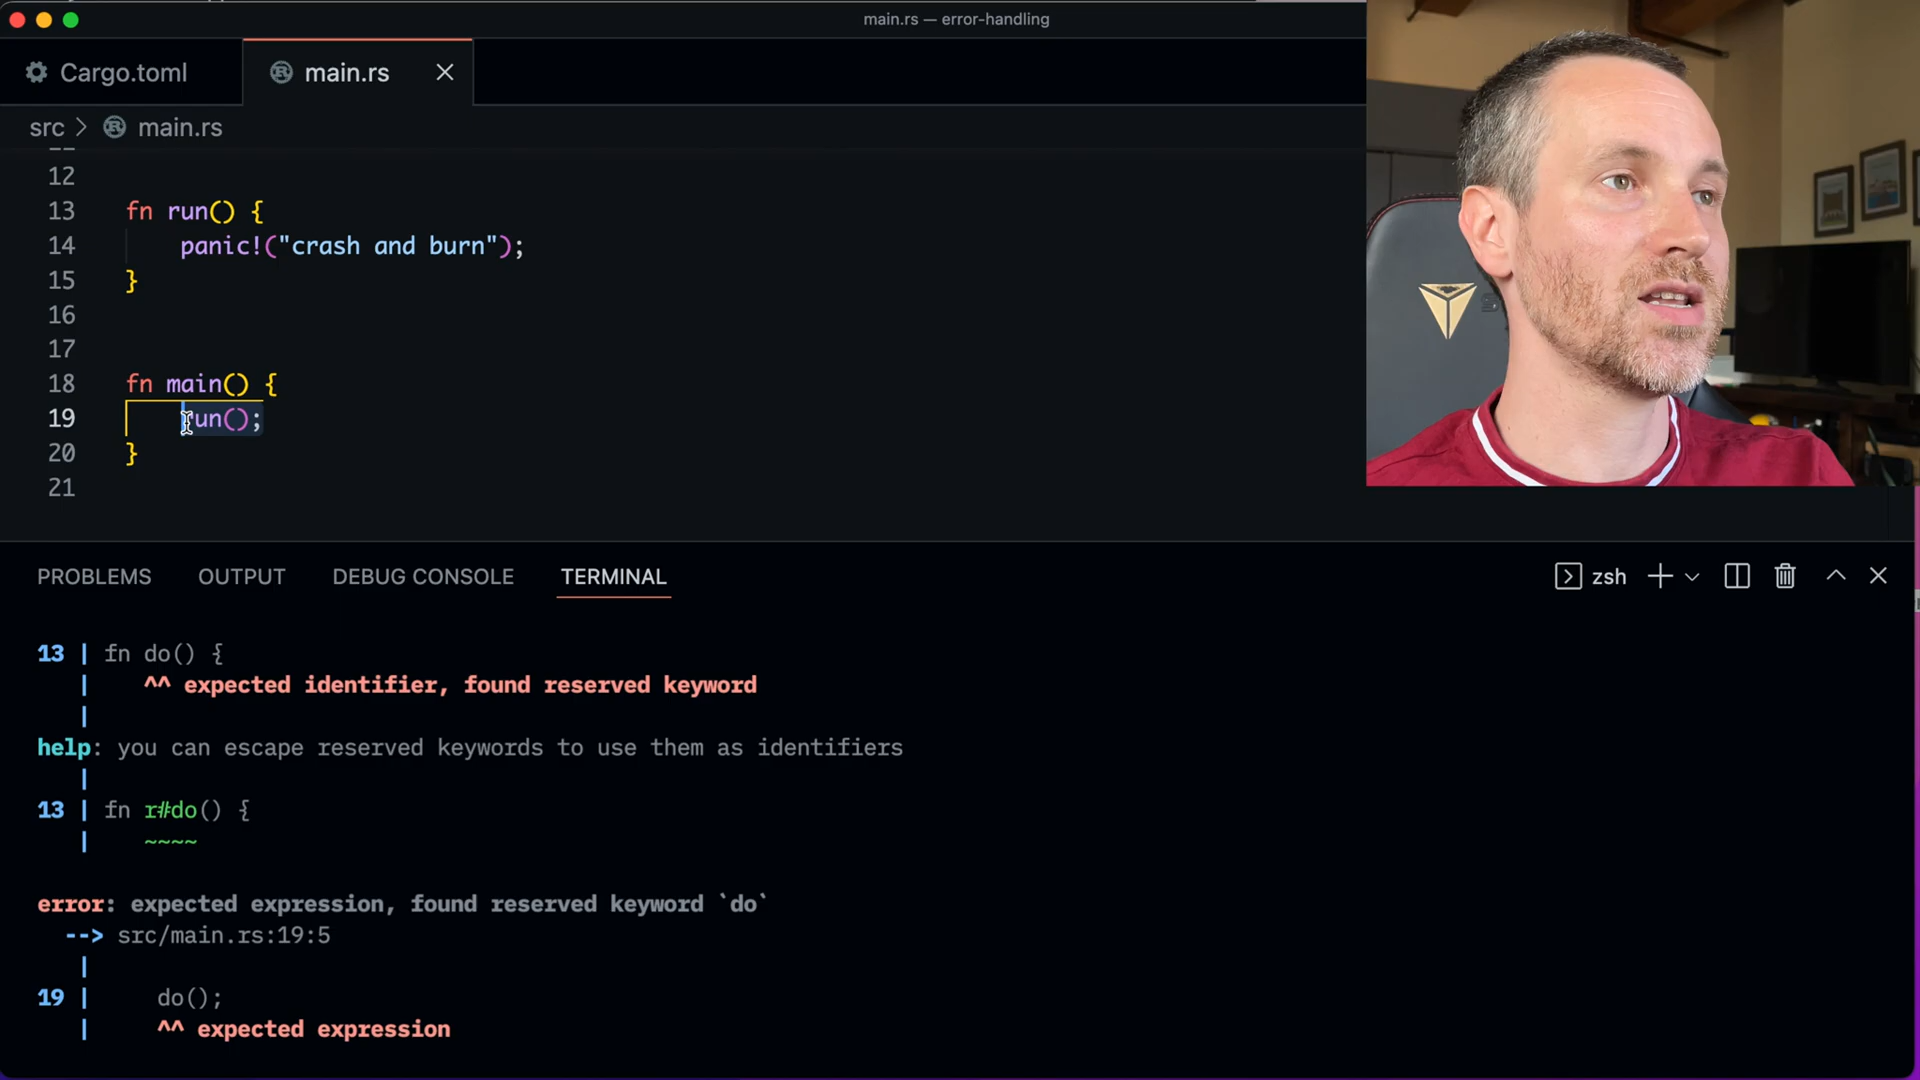 main.rs — error-handling
Cargo.toml
main.rs
src > main.rs
12
13 fn run() {
14 panic!("crash and burn");
15 }
16
17
18 fn main() {
19 run();
20 }
21
PROBLEMS OUTPUT DEBUG CONSOLE TERMINAL zsh
13 | fn do() {
| ^^ expected identifier, found reserved keyword
|
help: you can escape reserved keywords to use them as identifiers
|
13 | fn r#do() {
| ~~~~
error: expected expression, found reserved keyword `do`
--> src/main.rs:19:5
|
19 | do();
| ^^ expected expression